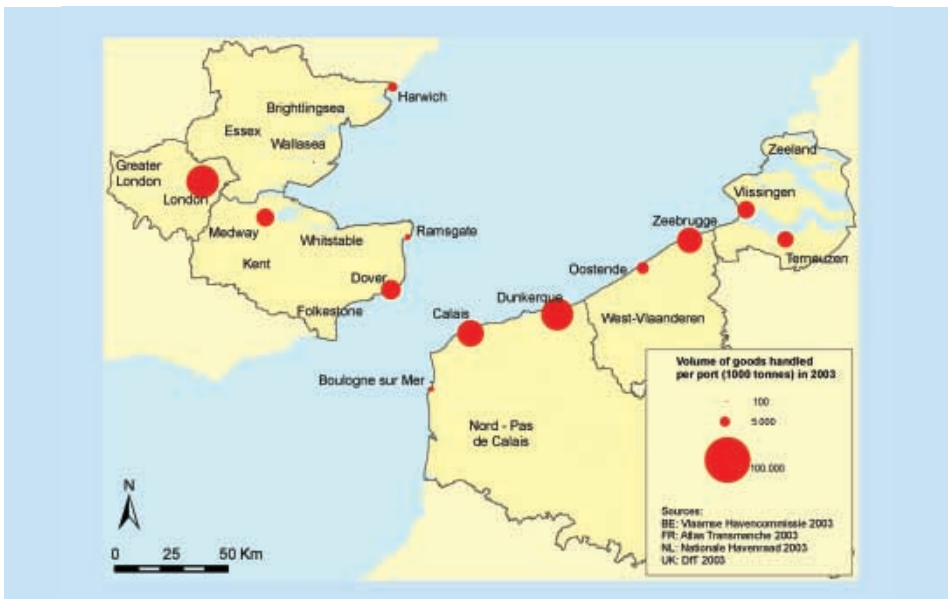 Harwich
Brightlingsea
Essex
Wallasea
Greater
London
London
Medway
Whitstable
Ramsgate
Kent
Dover
Folkestone
Zeeland
Vlissingen
Zeebrugge
Terneuzen
Oostende
Dunkerque
Calais
West-Vlaanderen
Boulogne sur Mer
Nord - Pas
de Calais
Volume of goods handled
per port (1000 tonnes) in 2003
100
5.000
100.000
Sources:
BE: Vlaamse Havencommissie 2003
FR: Atlas Transmanche 2003
NL: Nationale Havenraad 2003
UK: DfT 2003
N
0 25 50 Km